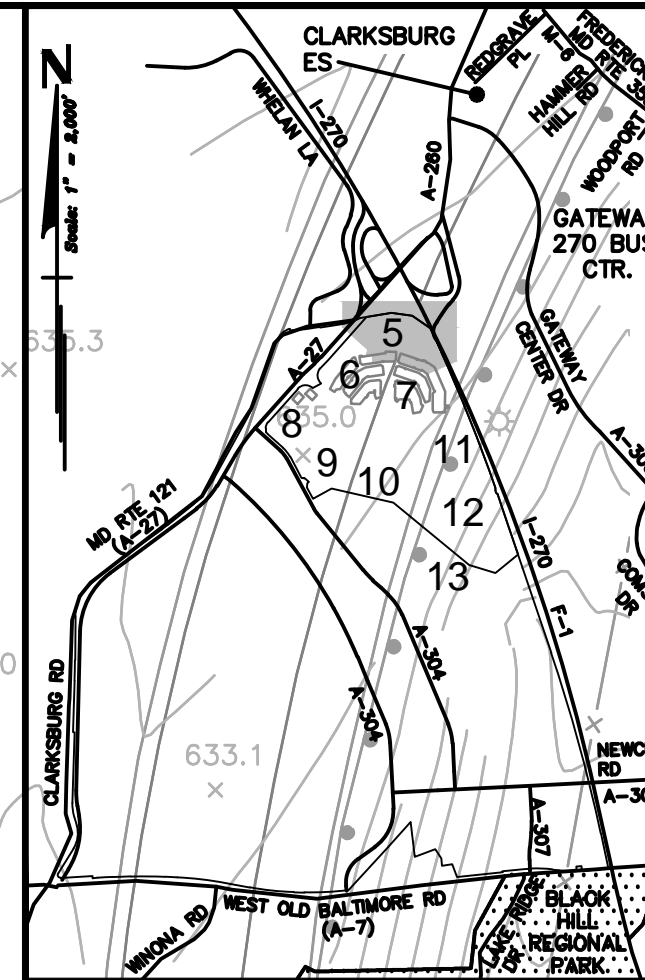 CLARKSBURG
ES
REDGRAVE
PL
M-6
MD RTE 35
HAMMER
HILL RD
WOODPORT
RD
N
Scale: 1" = 2,000'
WHELAN LA
I-270
A-260
GATEWA
270 BUS
CTR.
635.3
5
A-27
6
7
635.0
8
GATEWAY
CENTER DR
9
10
11
12
13
MD RTE 121
(A-27)
I-270
F-1
DR
A-304
A-304
CLARKSBURG RD
633.1
0
NEWC
RD
A-30
A-307
WEST OLD BALTIMORE RD
(A-7)
WINONA RD
LAKE RIDGE
DR
BLACK
HILL
REGIONAL
PARK